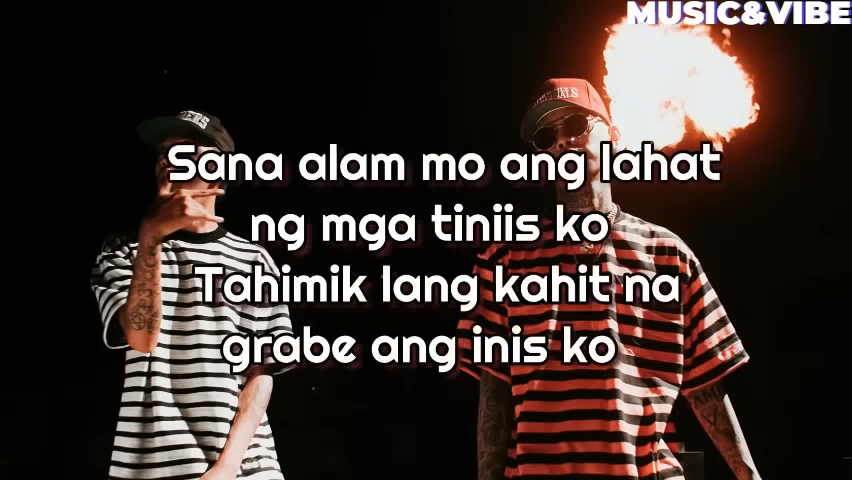 MUSIC&VIBE
Sana alam mo ang lahat
ng mga tiniis ko
Tahimik lang kahit na
grabe ang inis ko